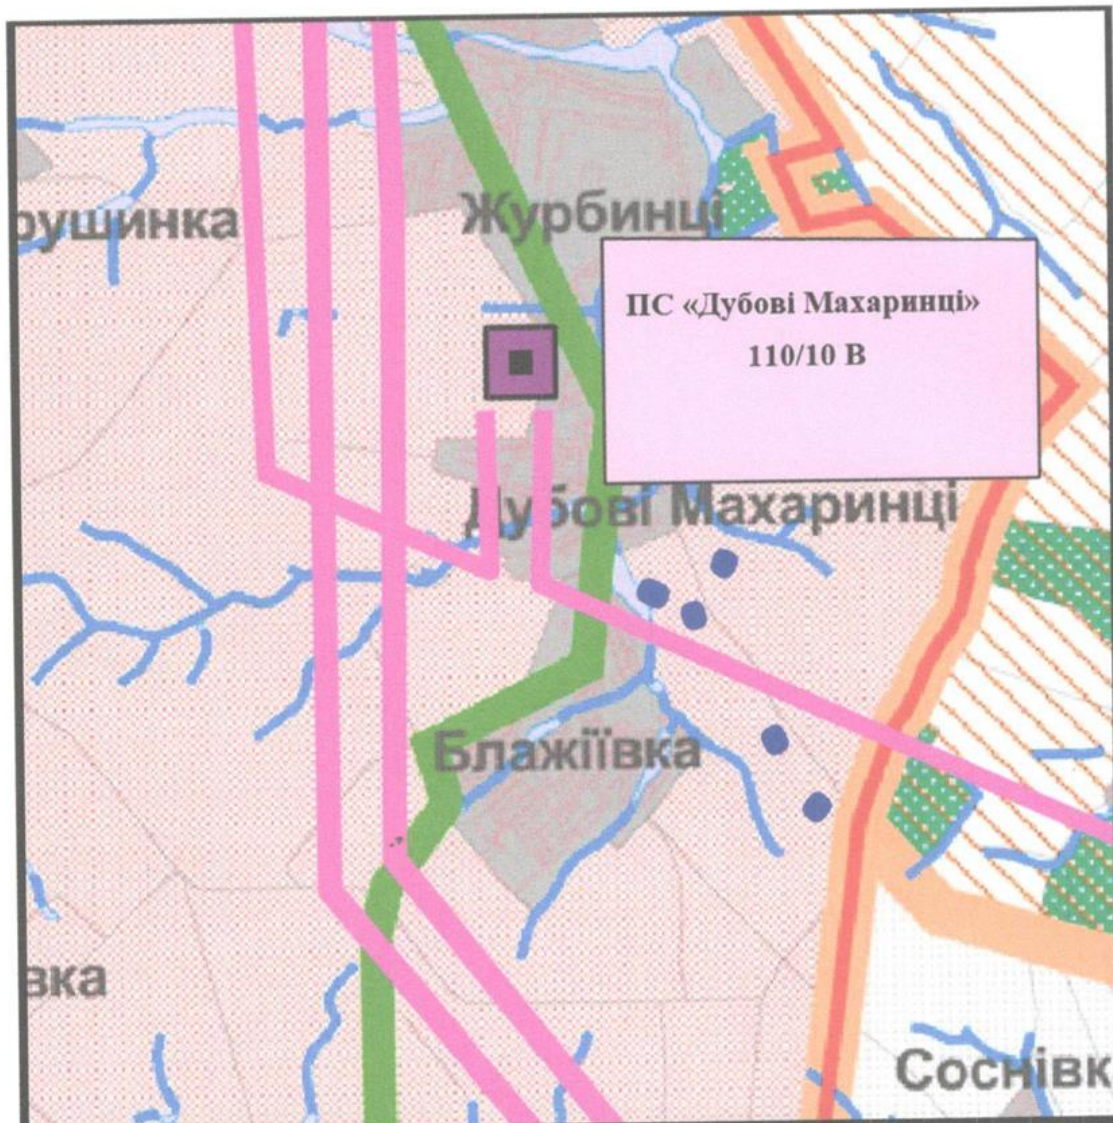 рушинка
Журбинці
ПС «Дубові Махаринці»
110/10 В
Дубові Махаринці
Блажіївка
вка
Соснівк